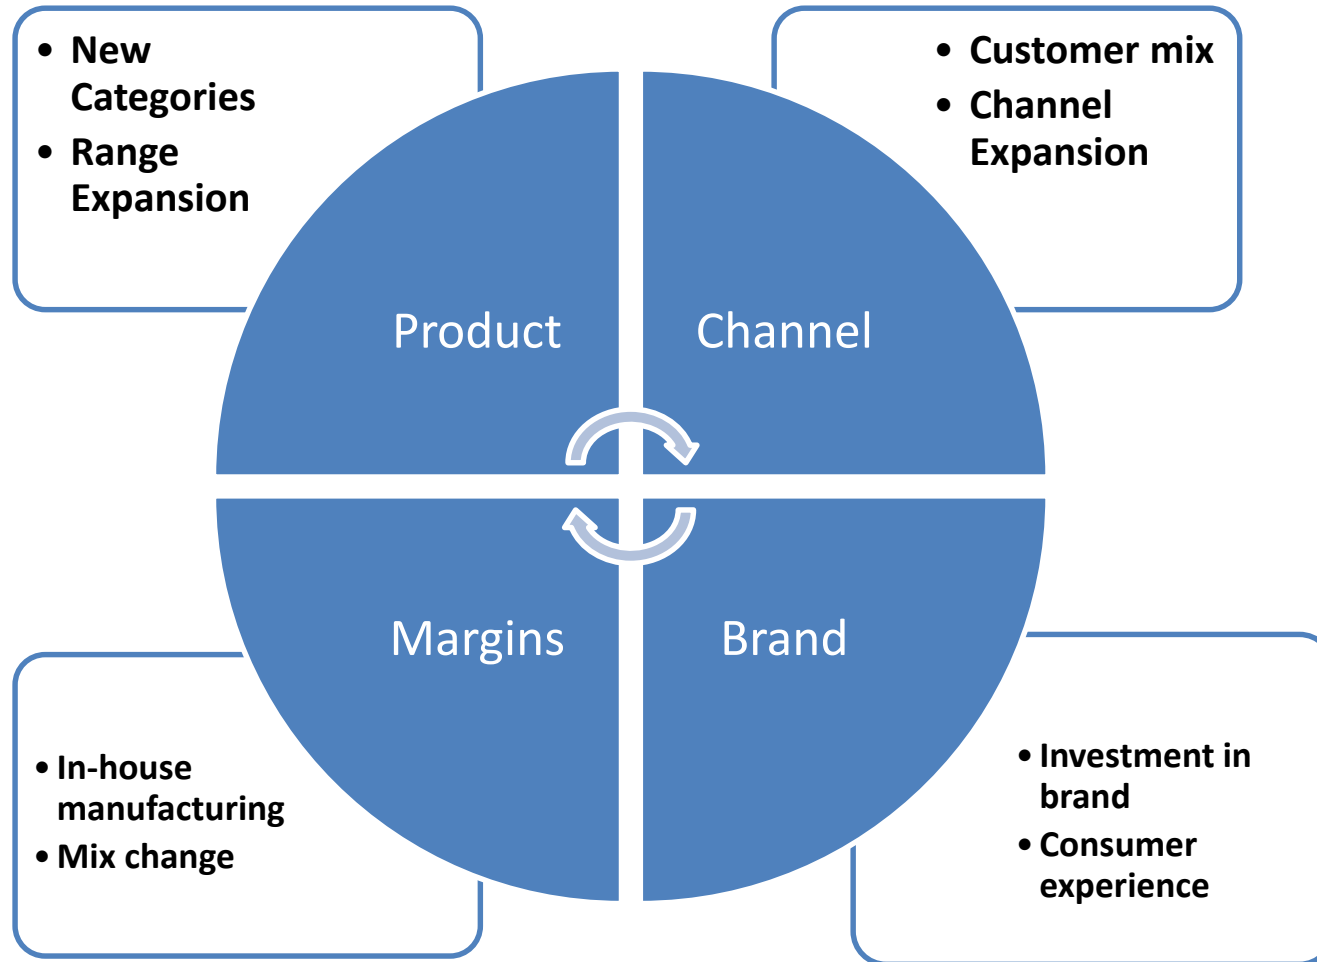 • New
Categories
• Range
Expansion
• Customer mix
• Channel
Expansion
Product
Channel
Margins
Brand
• In-house
manufacturing
• Mix change
• Investment in
brand
• Consumer
experience